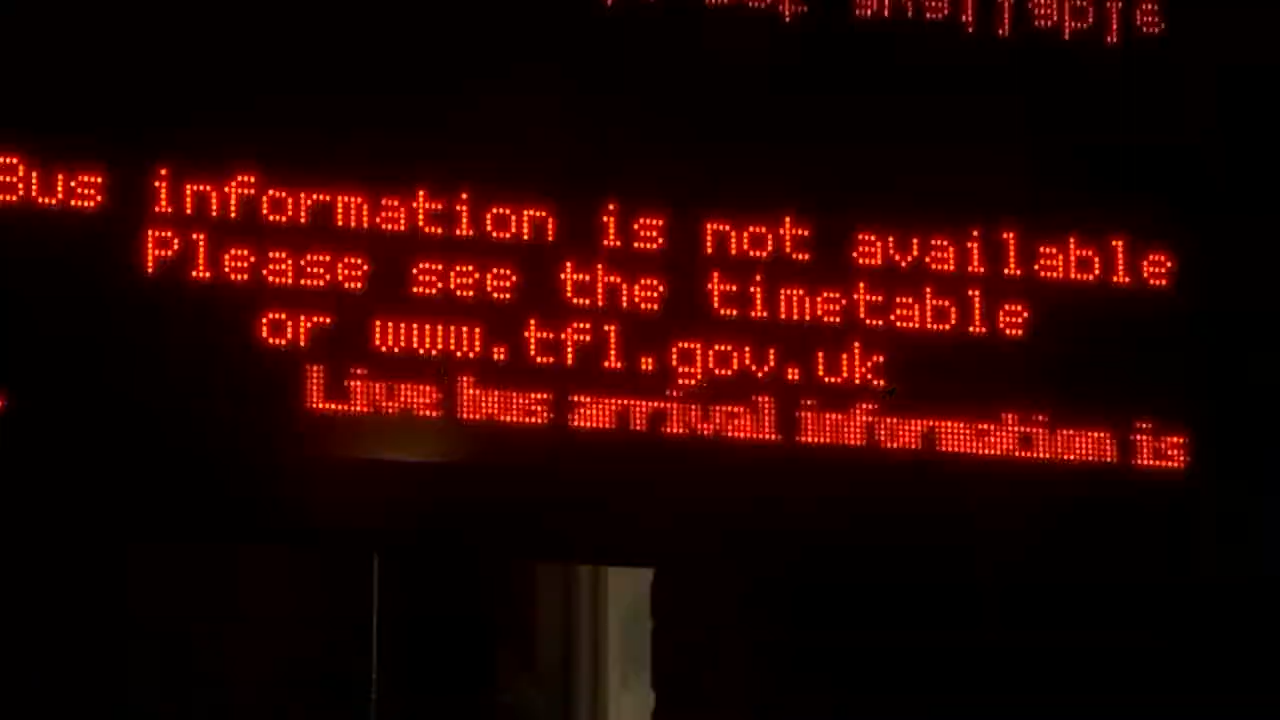 Bus information is not available
Please see the timetable
or www.tfl.gov.uk
Live bus arrival information is